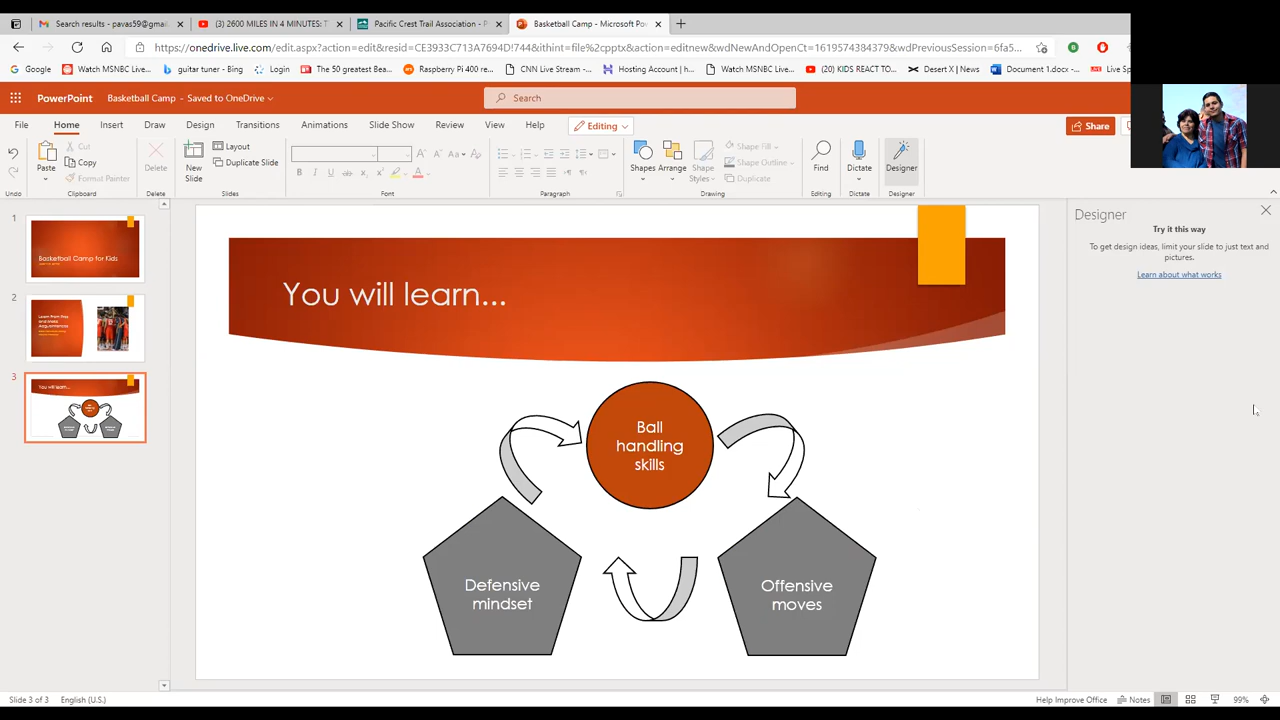 Search results - pavas59@gmai
(3) 2600 MILES IN 4 MINUTES: T
Pacific Crest Trail Association - P
Basketball Camp - Microsoft Po
https://onedrive.live.com/edit.aspx?action=edit&resid=CE3933C713A7694D!744&ithint=file%2cpptx&action=editnew&wdNewAndOpenCt=1619574384379&wdPreviousSession=6fa5...
Google
Watch MSNBC Live...
guitar tuner - Bing
Login
The 50 greatest Bea...
Raspberry Pi 400 re...
CNN Live Stream -...
Hosting Account | h...
Watch MSNBC Live...
(20) KIDS REACT TO...
Desert X | News
Document 1.docx -...
Live Sp
PowerPoint
Basketball Camp - Saved to OneDrive
Search
File Home Insert Draw Design Transitions Animations Slide Show Review View Help Editing
Share
Cut
Copy
Format Painter
Paste
Delete
New
Slide
Layout
Duplicate Slide
Shapes
Arrange
Shape
Styles
Shape Fill
Shape Outline
Duplicate
Find
Dictate
Designer
Undo
Clipboard
Delete
Slides
Font
Paragraph
Drawing
Editing
Dictate
Designer
1
Basketball Camp for Kids
2
Learn From Pros
and Make
3
You will learn...
You will learn...
Ball
handling
skills
Defensive
mindset
Offensive
moves
Designer
Try it this way
To get design ideas, limit your slide to just text and
pictures.
Learn about what works
Slide 3 of 3
English (U.S.)
Help Improve Office
Notes
99%